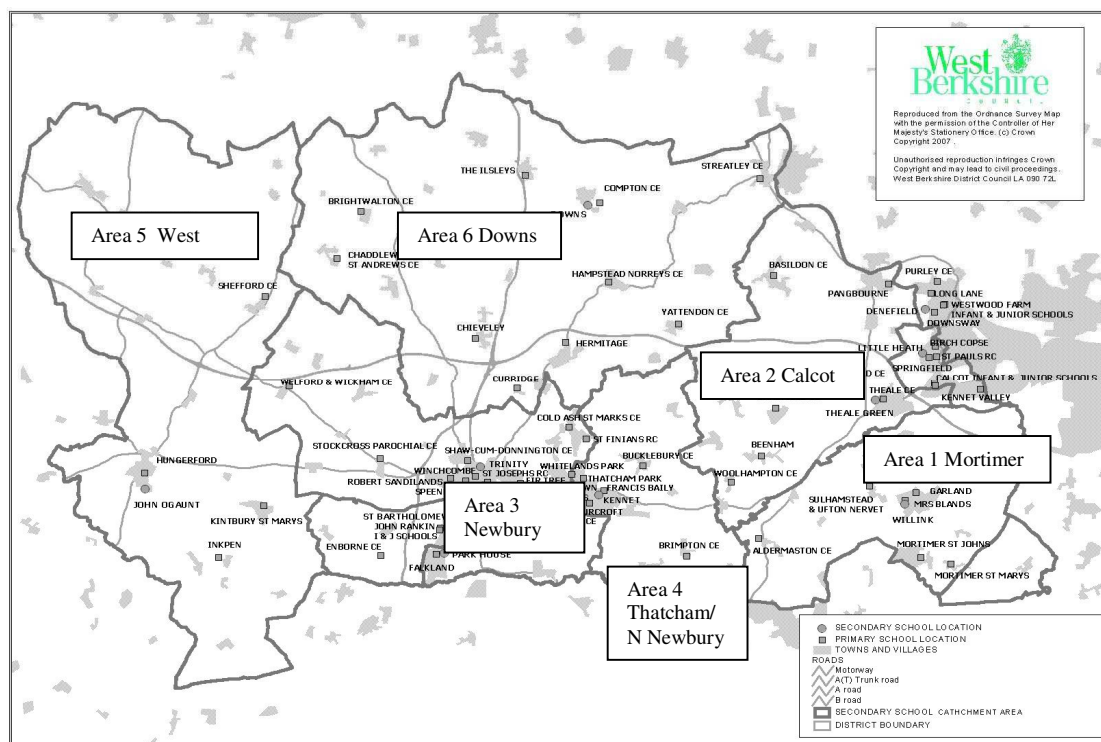 West
Berkshire
COUNCIL
Reproduced from the Ordnance Survey Map
with the permission of the Controller of Her
Majesty's Stationery Office. (c) Crown
Copyright 2007 .
Unauthorised reproduction infringes Crown
Copyright and may lead to civil proceedings.
West Berkshire District Council LA 090 72L
THE ILSLEYS
STREATLEY CE
COMPTON CE
BRIGHTWALTON CE
Area 5 West
Area 6 Downs
CHADDLEW
ST ANDREWS CE
SHEFFORD CE
HAMPSTEAD NORREYS CE
BASILDON CE
PURLEY CE
PANGBOURNE
LONG LANE
WESTWOOD FARM
INFANT & JUNIOR SCHOOLS
DENEFIELD
DOWNSWAY
YATTENDON CE
CHIEVELEY
HERMITAGE
LITTLE HEATH
BIRCH COPSE
ST PAULS RC
SPRINGFIELD
CALCOT INFANT & JUNIOR SCHOOLS
KENNET VALLEY
Area 2 Calcot
D CE
THEALE CE
THEALE GREEN
WELFORD & WICKHAM CE
CURRIDGE
COLD ASH ST MARKS CE
ST FINIANS RC
STOCKCROSS PAROCHIAL CE
SHAW-CUM-DONNINGTON CE
BUCKLEBURY CE
BEENHAM
Area 1 Mortimer
HUNGERFORD
TRINITY
WINCHCOMBE
ST JOSEPHS RC
WHITELANDS PARK
ROBERT SANDILANDS
FIR TREE
THATCHAM PARK
WOOLHAMPTON CE
SPEEN
FRANCIS BAILY
KENNET
JOHN O GAUNT
GARLAND
SULHAMSTEAD
& UFTON NERVET
MRS BLANDS
WILLINK
KINTBURY ST MARYS
ST BARTHOLOMEW
JOHN RANKIN
I & J SCHOOLS
Area 3
Newbury
URCROFT
CE
INKPEN
ENBORNE CE
PARK HOUSE
FALKLAND
BRIMPTON CE
ALDERMASTON CE
MORTIMER ST JOHNS
MORTIMER ST MARYS
Area 4
Thatcham/
N Newbury
SECONDARY SCHOOL LOCATION
PRIMARY SCHOOL LOCATION
TOWNS AND VILLAGES
ROADS
Motorway
A(T) Trunk road
A road
B road
SECONDARY SCHOOL CATHCHMENT AREA
DISTRICT BOUNDARY